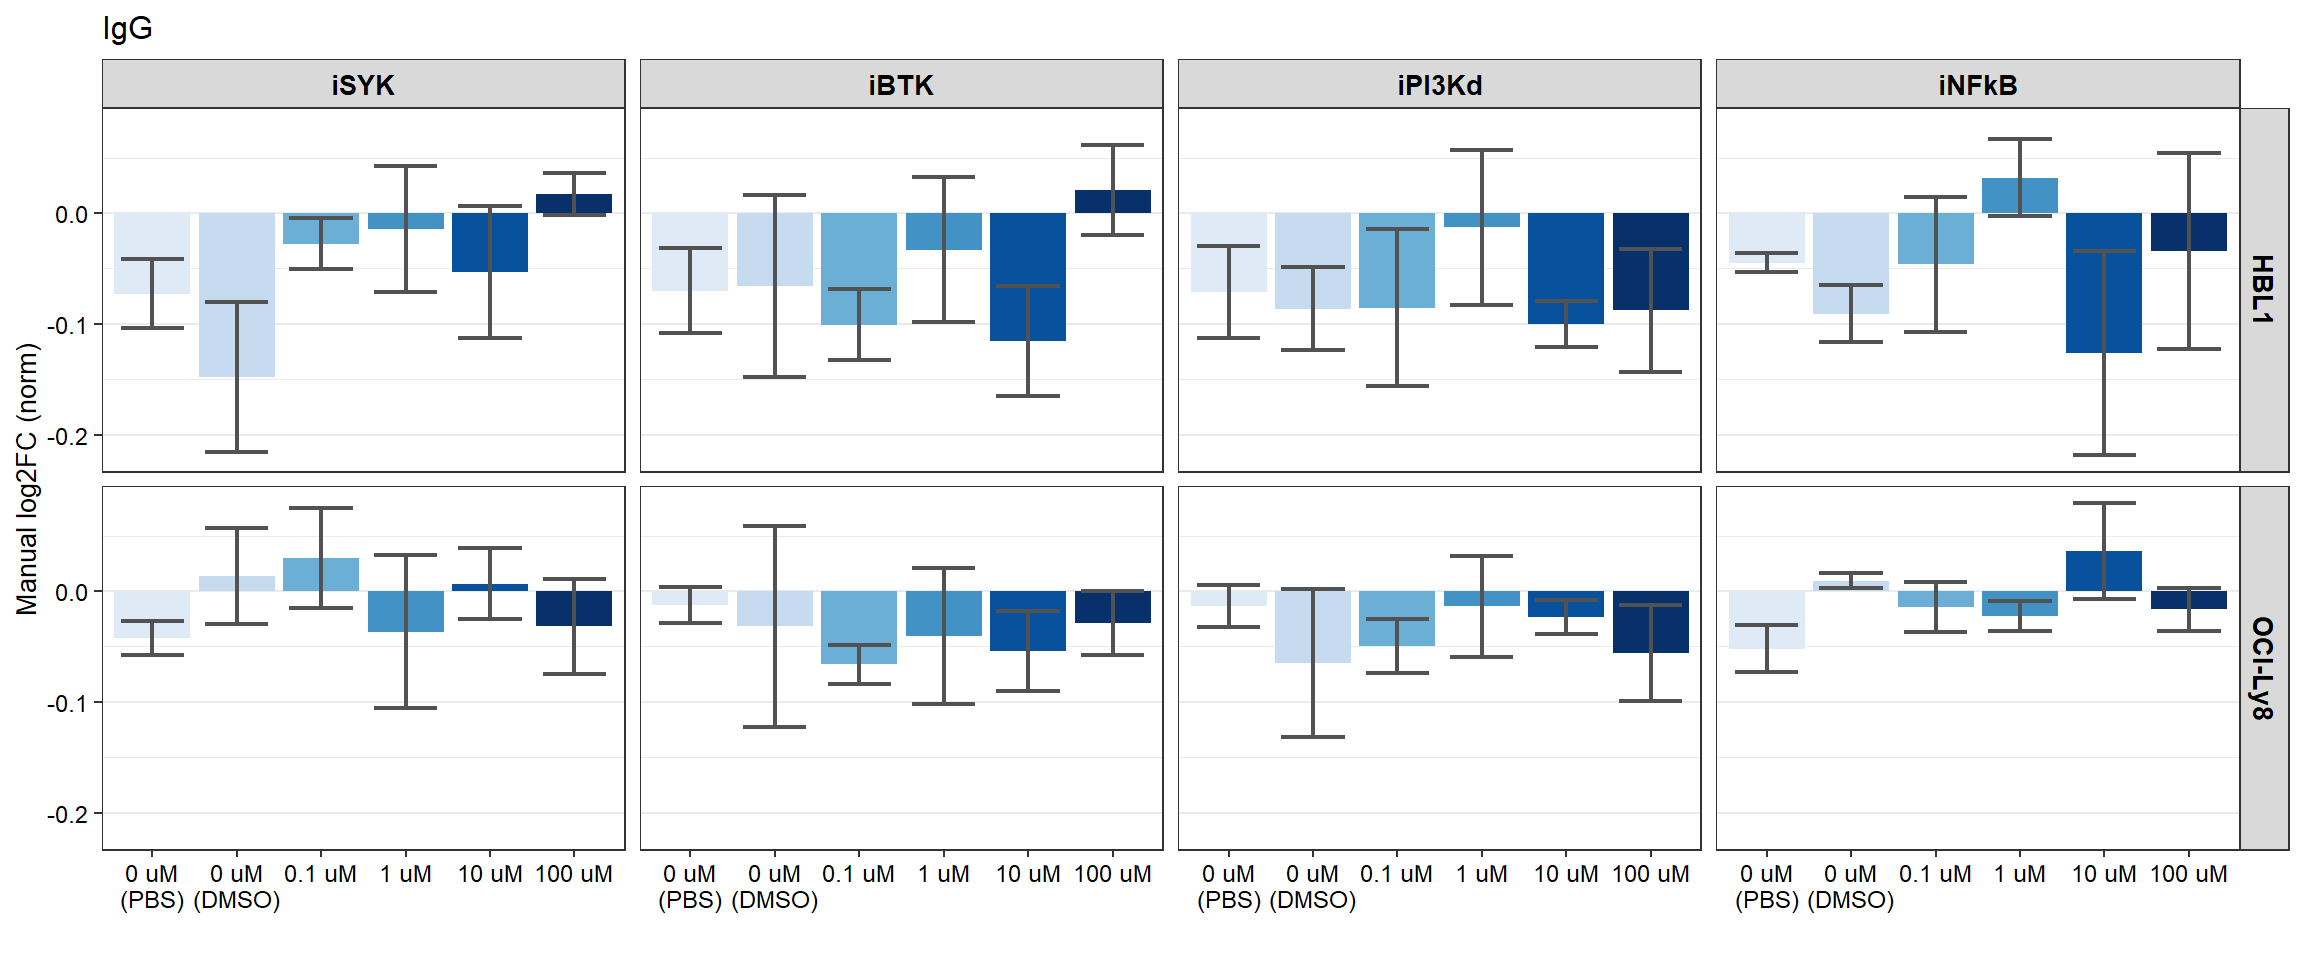 IgG
iSYK
iBTK
iPI3Kd
iNFkB
Manual log2FC (norm)
0.0
-0.1
-0.2
HBL1
0.0
-0.1
-0.2
OCI-Ly8
0 uM (PBS)
0 uM (DMSO)
0.1 uM
1 uM
10 uM
100 uM
0 uM (PBS)
0 uM (DMSO)
0.1 uM
1 uM
10 uM
100 uM
0 uM (PBS)
0 uM (DMSO)
0.1 uM
1 uM
10 uM
100 uM
0 uM (PBS)
0 uM (DMSO)
0.1 uM
1 uM
10 uM
100 uM